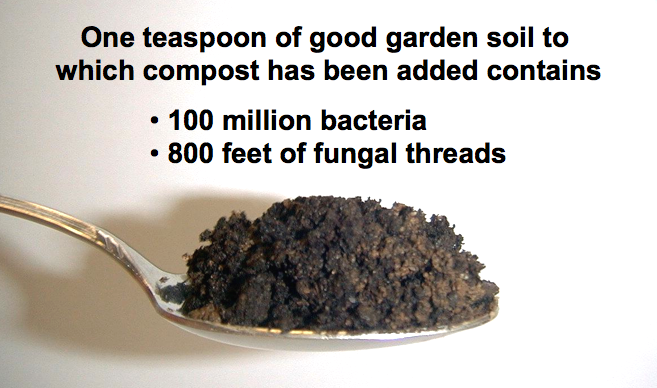 One teaspoon of good garden soil to
which compost has been added contains
• 100 million bacteria
• 800 feet of fungal threads